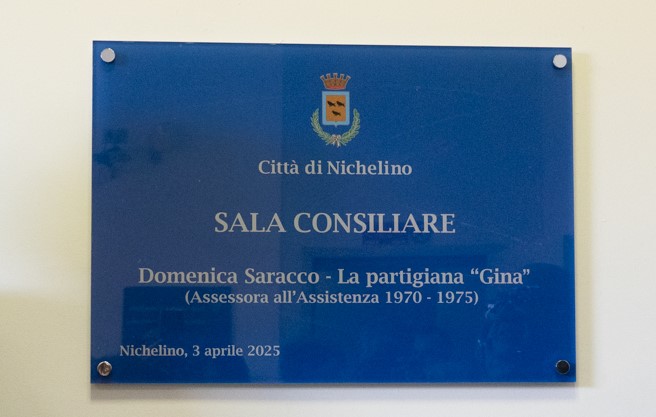 Città di Nichelino
SALA CONSILIARE
Domenica Saracco - La partigiana “Gina”
(Assessora all'Assistenza 1970 - 1975)
Nichelino, 3 aprile 2025